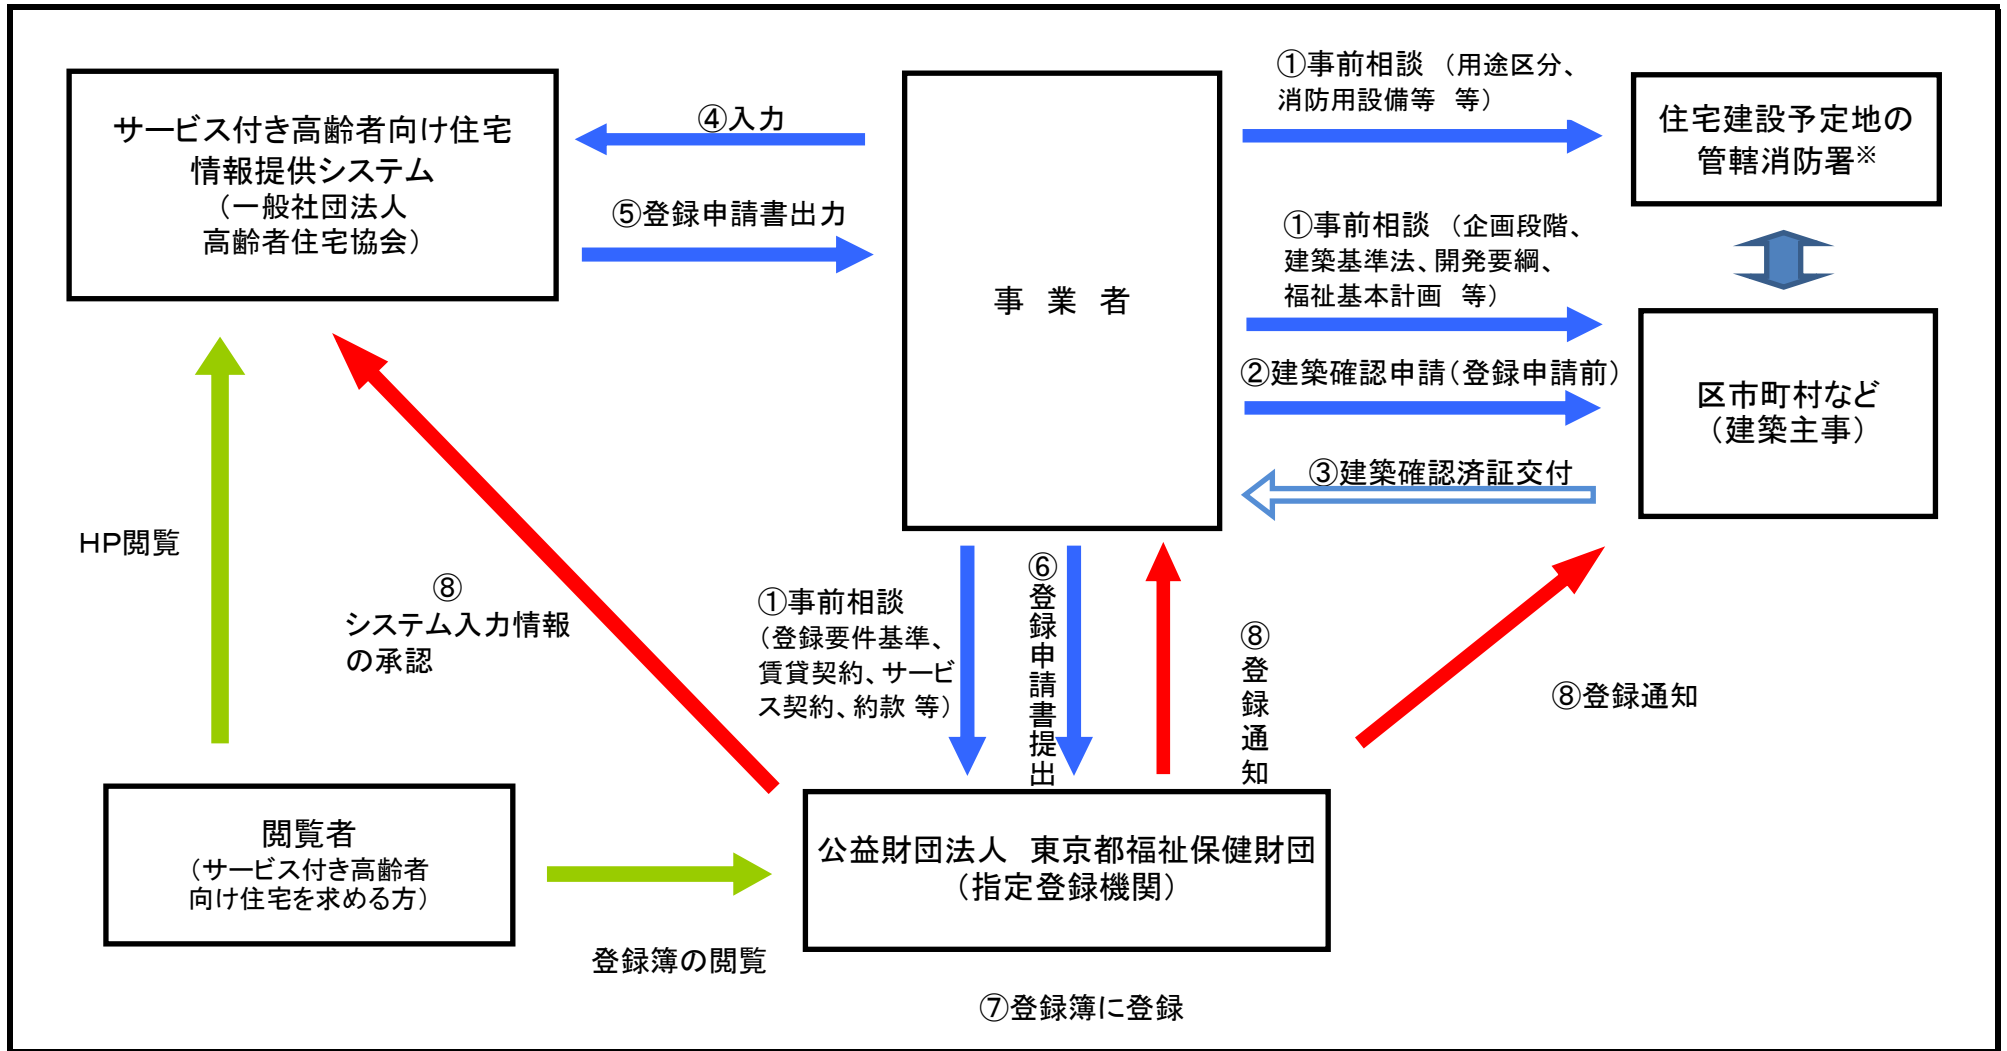 サービス付き高齢者向け住宅
情報提供システム
（一般社団法人
高齢者住宅協会）
④入力
⑤登録申請書出力
事　業　者
①事前相談　（用途区分、
消防用設備等　等）
住宅建設予定地の
管轄消防署※
①事前相談　（企画段階、
建築基準法、開発要綱、
福祉基本計画　等）
②建築確認申請（登録申請前）
③建築確認済証交付
区市町村など
（建築主事）
HP閲覧
⑧
システム入力情報
の承認
①事前相談
（登録要件基準、
賃貸契約、サービ
ス契約、約款 等）
⑥登録申請書提出
⑧登録通知
⑧登録通知
閲覧者
（サービス付き高齢者
向け住宅を求める方）
登録簿の閲覧
公益財団法人　東京都福祉保健財団
（指定登録機関）
⑦登録簿に登録